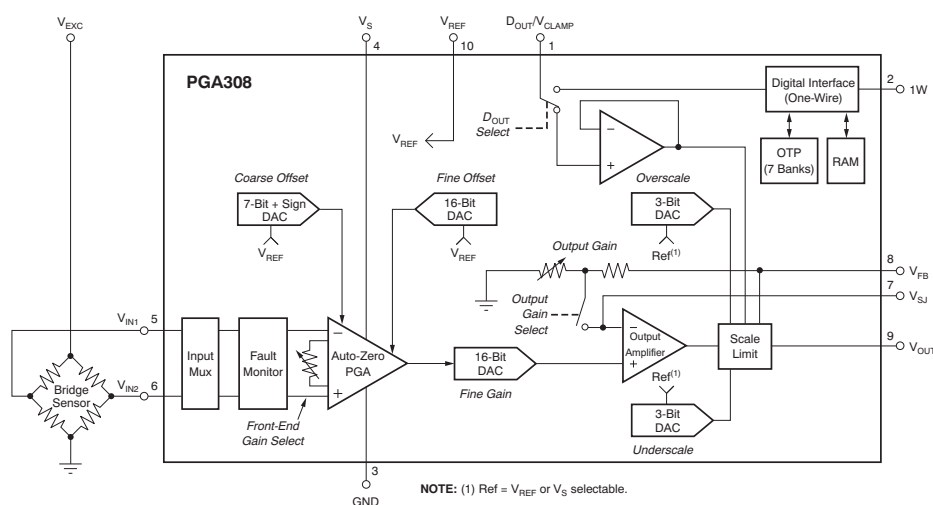 VEXC
VS
VREF
DOUT/VCLAMP
4
10
1
PGA308
2
1W
Digital Interface
(One-Wire)
DOUT
Select
VREF
OTP
(7 Banks)
RAM
Coarse Offset
Fine Offset
Overscale
7-Bit + Sign
DAC
16-Bit
DAC
3-Bit
DAC
VREF
VREF
Ref(1)
Output Gain
8
VFB
7
VSJ
Output
Gain
Select
VIN1
5
Input
Mux
Fault
Monitor
Auto-Zero
PGA
16-Bit
DAC
Fine Gain
Output
Amplifier
Scale
Limit
9
VOUT
Ref(1)
VIN2
6
Bridge
Sensor
Front-End
Gain Select
3-Bit
DAC
Underscale
3
GND
NOTE: (1) Ref = VREF or VS selectable.